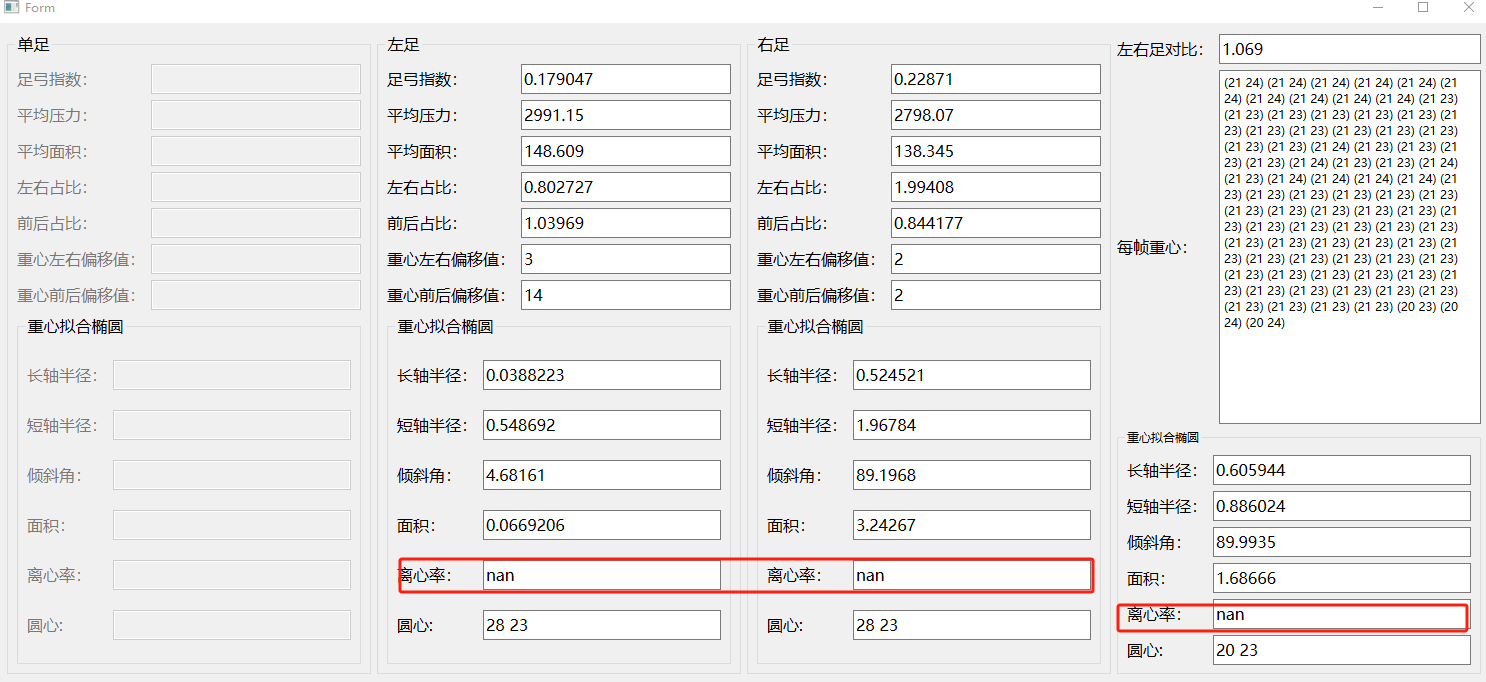 Form
单足
足弓指数:
平均压力:
平均面积:
左右占比:
前后占比:
重心左右偏移值:
重心前后偏移值:
重心拟合椭圆
长轴半径:
短轴半径:
倾斜角:
面积:
离心率:
圆心:
左足
足弓指数: 0.179047
平均压力: 2991.15
平均面积: 148.609
左右占比: 0.802727
前后占比: 1.03969
重心左右偏移值: 3
重心前后偏移值: 14
重心拟合椭圆
长轴半径: 0.0388223
短轴半径: 0.548692
倾斜角: 4.68161
面积: 0.0669206
离心率: nan
圆心: 28 23
右足
足弓指数: 0.22871
平均压力: 2798.07
平均面积: 138.345
左右占比: 1.99408
前后占比: 0.844177
重心左右偏移值: 2
重心前后偏移值: 2
重心拟合椭圆
长轴半径: 0.524521
短轴半径: 1.96784
倾斜角: 89.1968
面积: 3.24267
离心率: nan
圆心: 28 23
左右足对比: 1.069
每帧重心:
(21 24) (21 24) (21 24) (21 24) (21 24) (21
24) (21 24) (21 24) (21 24) (21 24) (21 23)
(21 23) (21 23) (21 23) (21 23) (21 23) (21
23) (21 23) (21 23) (21 23) (21 23) (21 23)
(21 23) (21 23) (21 24) (21 23) (21 23) (21
23) (21 23) (21 24) (21 23) (21 23) (21 24)
(21 23) (21 24) (21 24) (21 24) (21 24) (21
23) (21 23) (21 23) (21 23) (21 23) (21 23)
(21 23) (21 23) (21 23) (21 23) (21 23) (21
23) (21 23) (21 23) (21 23) (21 23) (21 23)
(21 23) (21 23) (21 23) (21 23) (21 23) (21
23) (21 23) (21 23) (21 23) (21 23) (21 23)
(21 23) (21 23) (21 23) (21 23) (21 23) (21
23) (21 23) (21 23) (21 23) (21 23) (21 23)
(21 23) (21 23) (21 23) (21 23) (20 23) (20
24) (20 24)
重心拟合椭圆
长轴半径: 0.605944
短轴半径: 0.886024
倾斜角: 89.9935
面积: 1.68666
离心率: nan
圆心: 20 23